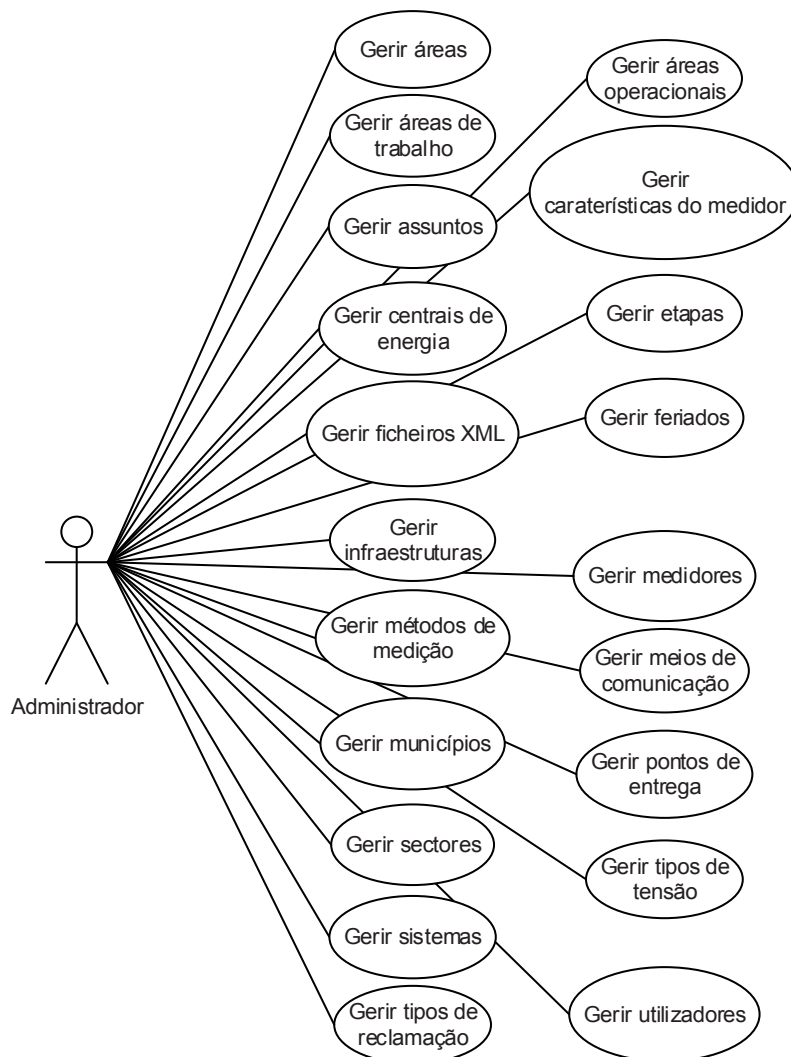 Gerir áreas
Gerir áreas
operacionais
Gerir áreas de
trabalho
Gerir
caraterísticas do medidor
Gerir assuntos
Gerir centrais de
energia
Gerir etapas
Gerir ficheiros XML
Gerir feriados
Gerir
infraestruturas
Gerir medidores
Gerir métodos de
medição
Gerir meios de
comunicação
Administrador
Gerir municípios
Gerir pontos de
entrega
Gerir sectores
Gerir tipos de
tensão
Gerir sistemas
Gerir utilizadores
Gerir tipos de
reclamação